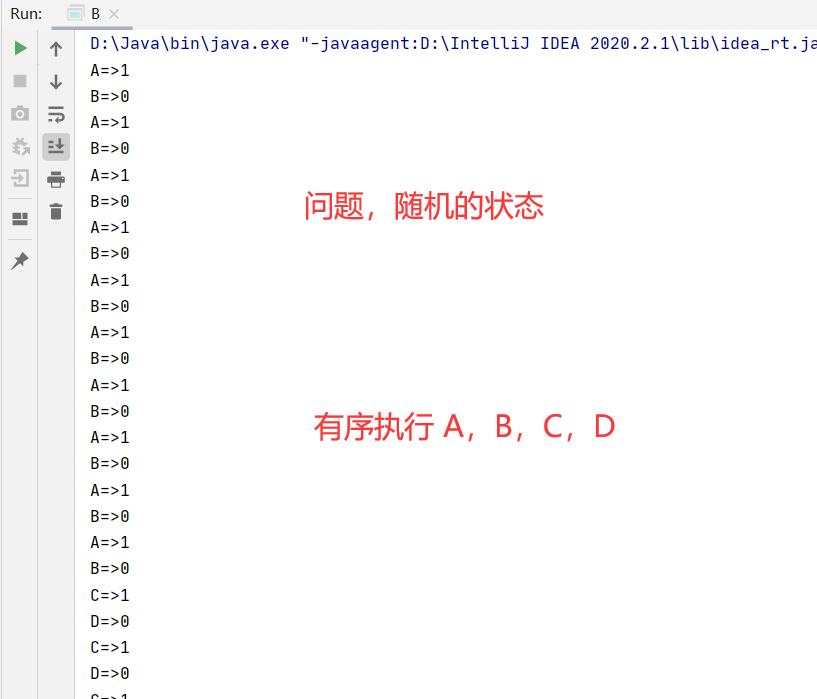 Run: B
D:\Java\bin\java.exe "-javaagent:D:\IntelliJ IDEA 2020.2.1\lib\idea_rt.ja
A=>1
B=>0
A=>1
B=>0
A=>1
B=>0
问题，随机的状态
A=>1
B=>0
A=>1
B=>0
A=>1
B=>0
A=>1
B=>0
有序执行 A，B，C，D
A=>1
B=>0
A=>1
B=>0
A=>1
B=>0
C=>1
D=>0
C=>1
D=>0
C=>1